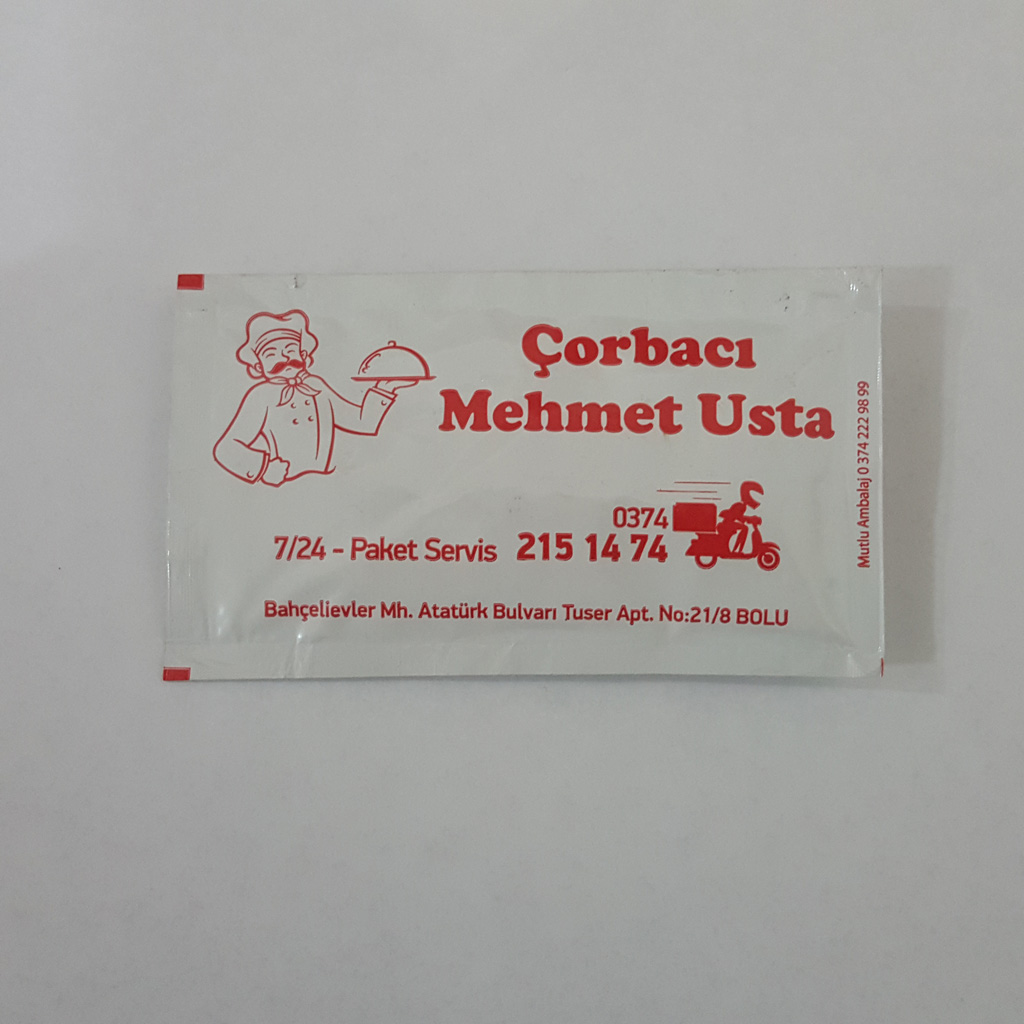 Çorbacı
Mehmet Usta
0374
7/24 - Paket Servis 215 14 74
Bahçelievler Mh. Atatürk Bulvarı Tuser Apt. No:21/8 BOLU
Mutlu Ambalaj 0 374 222 98 99